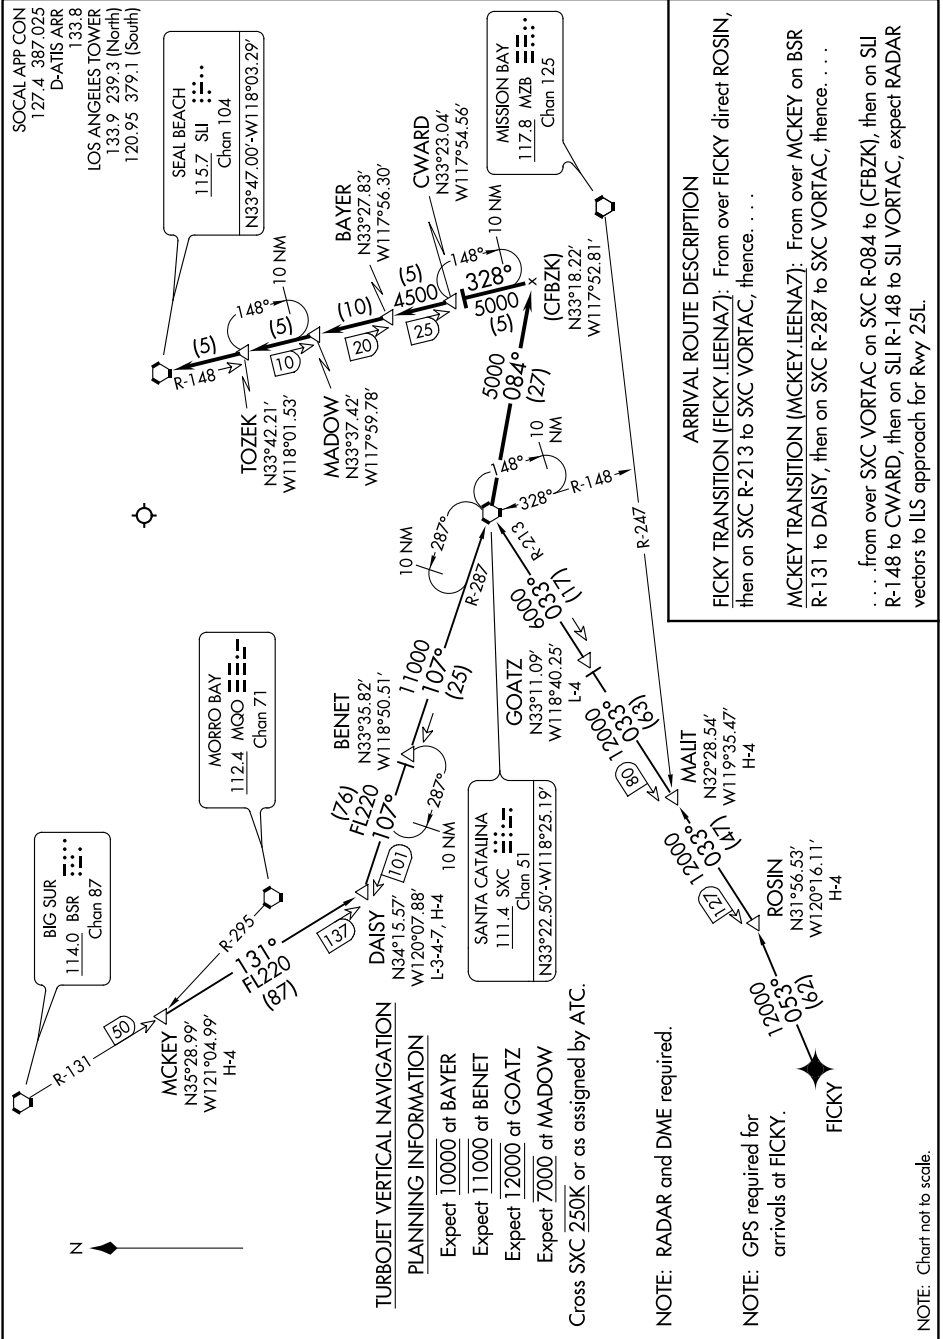 SOCAL APP CON
127.4 387.025
D-ATIS ARR
133.8
LOS ANGELES TOWER
133.9 239.3 (North)
120.95 379.1 (South)
BIG SUR
114.0 BSR
Chan 87
R-131
50
MCKEY
N35°28.99'
W121°04.99'
H-4
MORRO BAY
112.4 MQO
Chan 71
R-295
131°
FL220
(87)
137
DAISY
N34°15.57'
W120°07.88'
L-3-4-7, H-4
101
(76)
FL220
107°
287°
10 NM
BENET
N33°35.82'
W118°50.51'
11000
107°
(25)
R-287
10 NM
287°
SEAL BEACH
115.7 SLI
Chan 104
N33°47.00'-W118°03.29'
(5)
R-148
148°
10 NM
TOZEK
N33°42.21'
W118°01.53'
(5)
10
MADOW
N33°37.42'
W117°59.78'
(10)
20
BAYER
N33°27.83'
W117°56.30'
(5)
4500
25
CWARD
N33°23.04'
W117°54.56'
148°
10 NM
328°
5000
(5)
(CFBZK)
N33°18.22'
W117°52.81'
5000
084°
(27)
148°
10
NM
328°
R-148
MISSION BAY
117.8 MZB
Chan 125
R-247
SANTA CATALINA
111.4 SXC
Chan 51
N33°22.50'-W118°25.19'
R-213
6000
033°
(17)
GOATZ
N33°11.09'
W118°40.25'
L-4
12000
033°
(63)
80
MALIT
N32°28.54'
W119°35.47'
H-4
12000
033°
(47)
127
ROSIN
N31°56.53'
W120°16.11'
H-4
12000
053°
(62)
FICKY
N
TURBOJET VERTICAL NAVIGATION
PLANNING INFORMATION
Expect 10000 at BAYER
Expect 11000 at BENET
Expect 12000 at GOATZ
Expect 7000 at MADOW
Cross SXC 250K or as assigned by ATC.
NOTE: RADAR and DME required.
NOTE: GPS required for
arrivals at FICKY.
NOTE: Chart not to scale.
ARRIVAL ROUTE DESCRIPTION
FICKY TRANSITION (FICKY.LEENA7): From over FICKY direct ROSIN,
then on SXC R-213 to SXC VORTAC, thence. . . .
MCKEY TRANSITION (MCKEY.LEENA7): From over MCKEY on BSR
R-131 to DAISY, then on SXC R-287 to SXC VORTAC, thence. . . .
. . . .from over SXC VORTAC on SXC R-084 to (CFBZK), then on SLI
R-148 to CWARD, then on SLI R-148 to SLI VORTAC, expect RADAR
vectors to ILS approach for Rwy 25L.